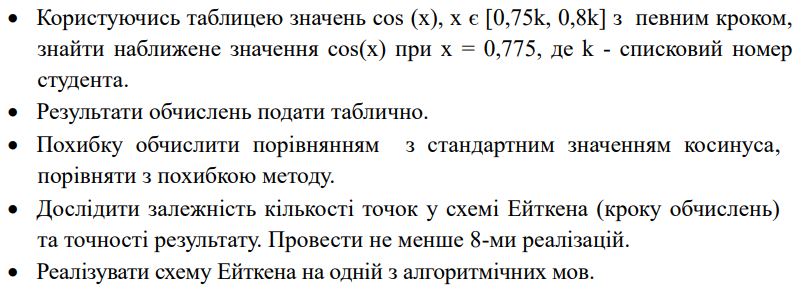 • Користуючись таблицею значень cos (x), x є [0,75k, 0,8k] з певним кроком,
знайти наближене значення cos(x) при x = 0,775, де k - списковий номер
студента.
• Результати обчислень подати таблично.
• Похибку обчислити порівнянням з стандартним значенням косинуса,
порівняти з похибкою методу.
• Дослідити залежність кількості точок у схемі Ейткена (кроку обчислень)
та точності результату. Провести не менше 8-ми реалізацій.
• Реалізувати схему Ейткена на одній з алгоритмічних мов.